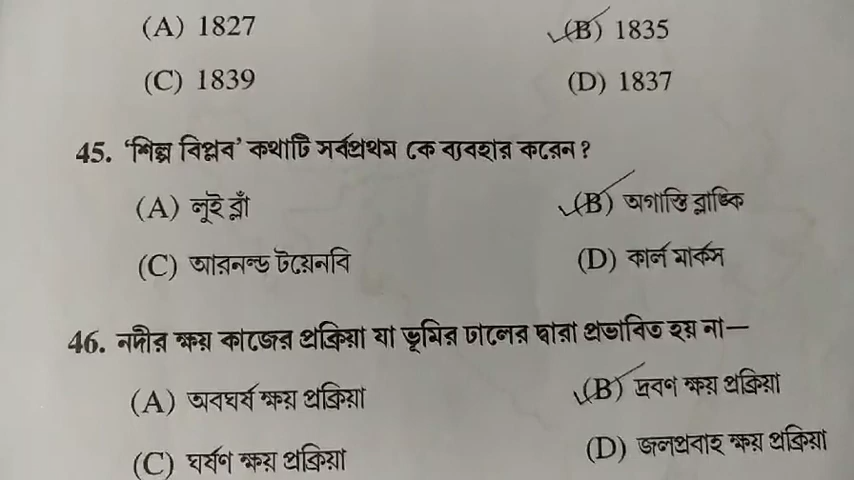 (A) 1827 (B) 1835
(C) 1839 (D) 1837
45. ‘শিল্প বিপ্লব’ কথাটি সর্বপ্রথম কে ব্যবহার করেন?
(A) লুই ব্লাঁ (B) অগাস্তি ব্লাঙ্কি
(C) আরনল্ড টয়েনবি (D) কার্ল মার্কস
46. নদীর ক্ষয় কাজের প্রক্রিয়া যা ভূমির ঢালের দ্বারা প্রভাবিত হয় না—
(A) অবঘর্ষ ক্ষয় প্রক্রিয়া (B) দ্রবণ ক্ষয় প্রক্রিয়া
(C) ঘর্ষণ ক্ষয় প্রক্রিয়া (D) জলপ্রবাহ ক্ষয় প্রক্রিয়া